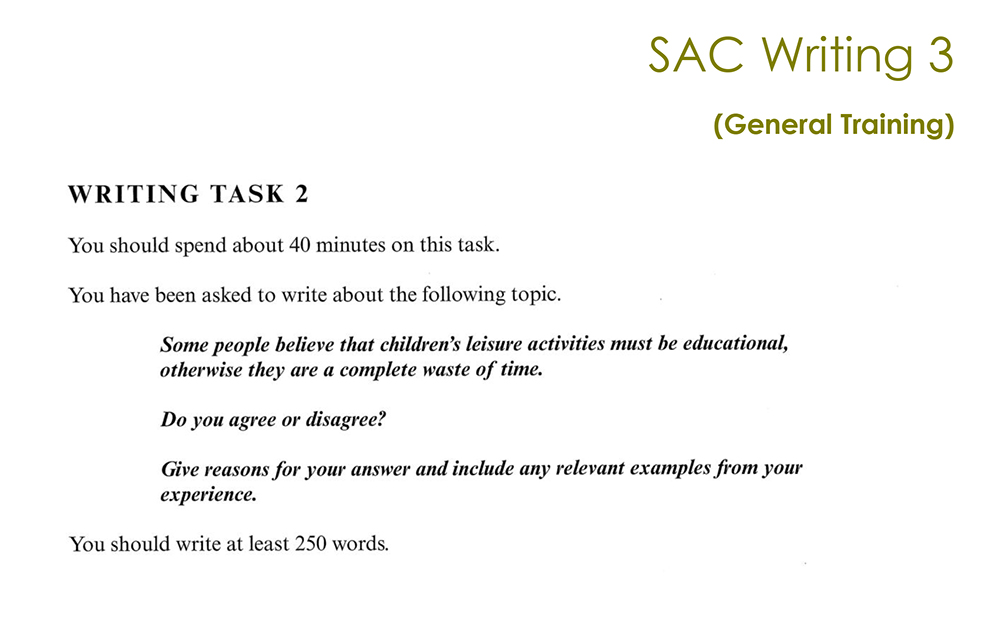 SAC Writing 3
(General Training)
WRITING TASK 2
You should spend about 40 minutes on this task.
You have been asked to write about the following topic.
Some people believe that children's leisure activities must be educational,
otherwise they are a complete waste of time.
Do you agree or disagree?
Give reasons for your answer and include any relevant examples from your
experience.
You should write at least 250 words.